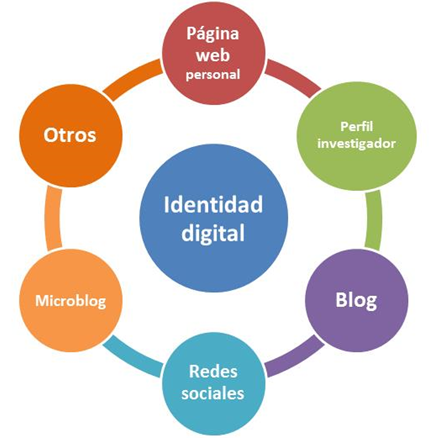 Página
web
personal
Perfil
investigador
Blog
Redes
sociales
Microblog
Otros
Identidad
digital